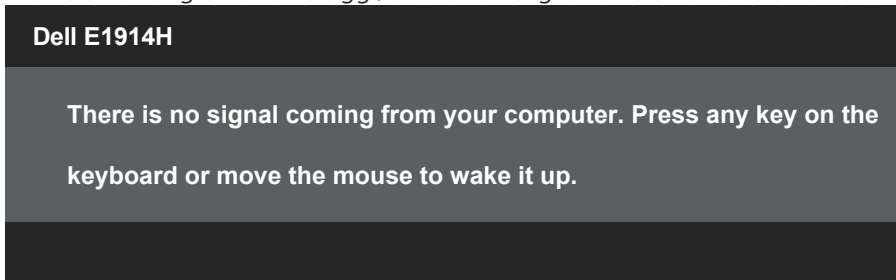 Dell E1914H
There is no signal coming from your computer. Press any key on the
keyboard or move the mouse to wake it up.